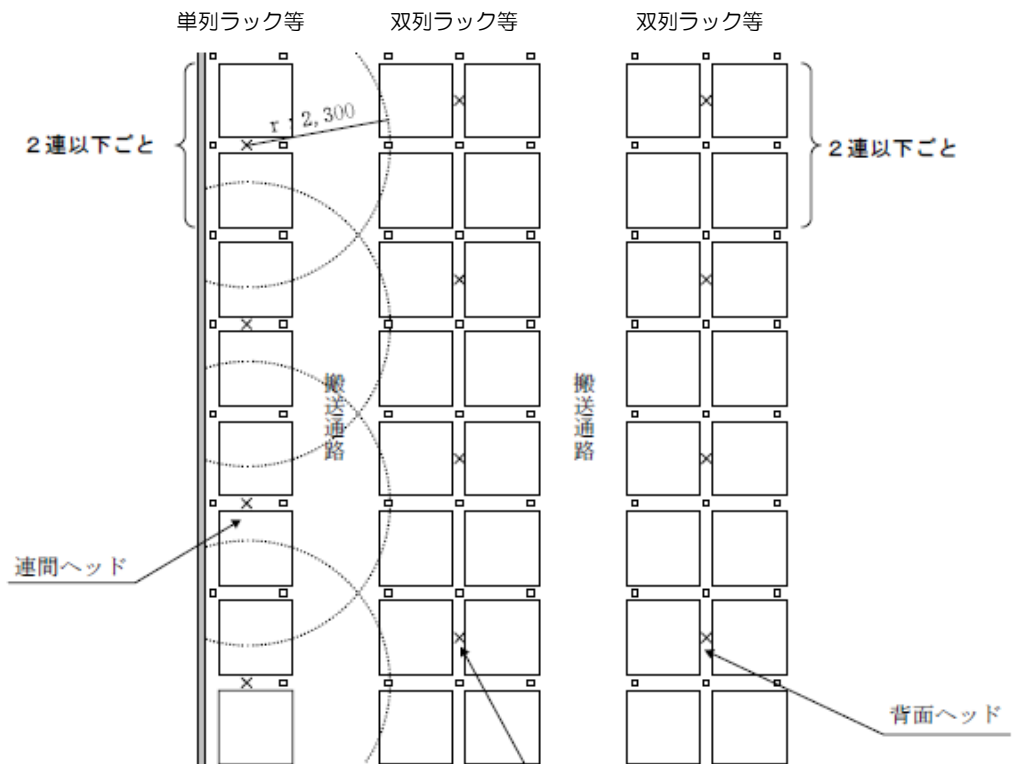 単列ラック等
双列ラック等
双列ラック等
r : 2,300
2連以下ごと
2連以下ごと
搬送通路
搬送通路
連間ヘッド
背面ヘッド